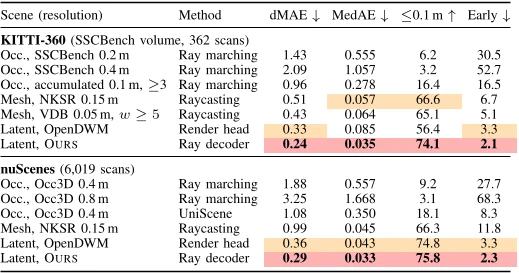 Scene (resolution) Method dMAE ↓ MedAE ↓ ≤0.1 m ↑ Early ↓
KITTI-360 (SSCBench volume, 362 scans)
Occ., SSCBench 0.2 m Ray marching 1.43 0.555 6.2 30.5
Occ., SSCBench 0.4 m Ray marching 2.09 1.057 3.2 52.7
Occ., accumulated 0.1 m, ≥3 Ray marching 0.96 0.278 16.4 16.5
Mesh, NKSR 0.15 m Raycasting 0.51 0.057 66.6 6.7
Mesh, VDB 0.05 m, w ≥ 5 Raycasting 0.43 0.064 65.1 5.1
Latent, OpenDWM Render head 0.33 0.085 56.4 3.3
Latent, OURS Ray decoder 0.24 0.035 74.1 2.1
nuScenes (6,019 scans)
Occ., Occ3D 0.4 m Ray marching 1.88 0.557 9.2 27.7
Occ., Occ3D 0.8 m Ray marching 3.25 1.668 3.1 68.3
Occ., Occ3D 0.4 m UniScene 1.08 0.350 18.1 8.3
Mesh, NKSR 0.15 m Raycasting 0.99 0.045 66.3 11.8
Latent, OpenDWM Render head 0.36 0.043 74.8 3.3
Latent, OURS Ray decoder 0.29 0.033 75.8 2.3